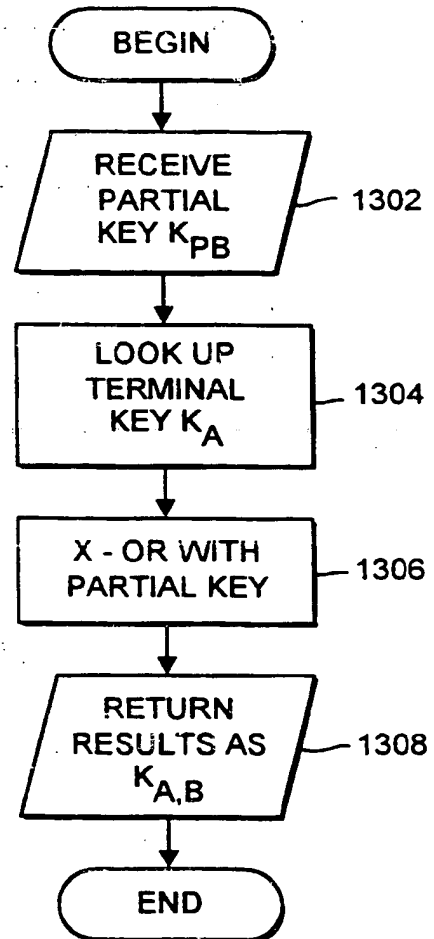 BEGIN
RECEIVE
PARTIAL
KEY K_PB
1302
LOOK UP
TERMINAL
KEY K_A
1304
X - OR WITH
PARTIAL KEY
1306
RETURN
RESULTS AS
K_A,B
1308
END